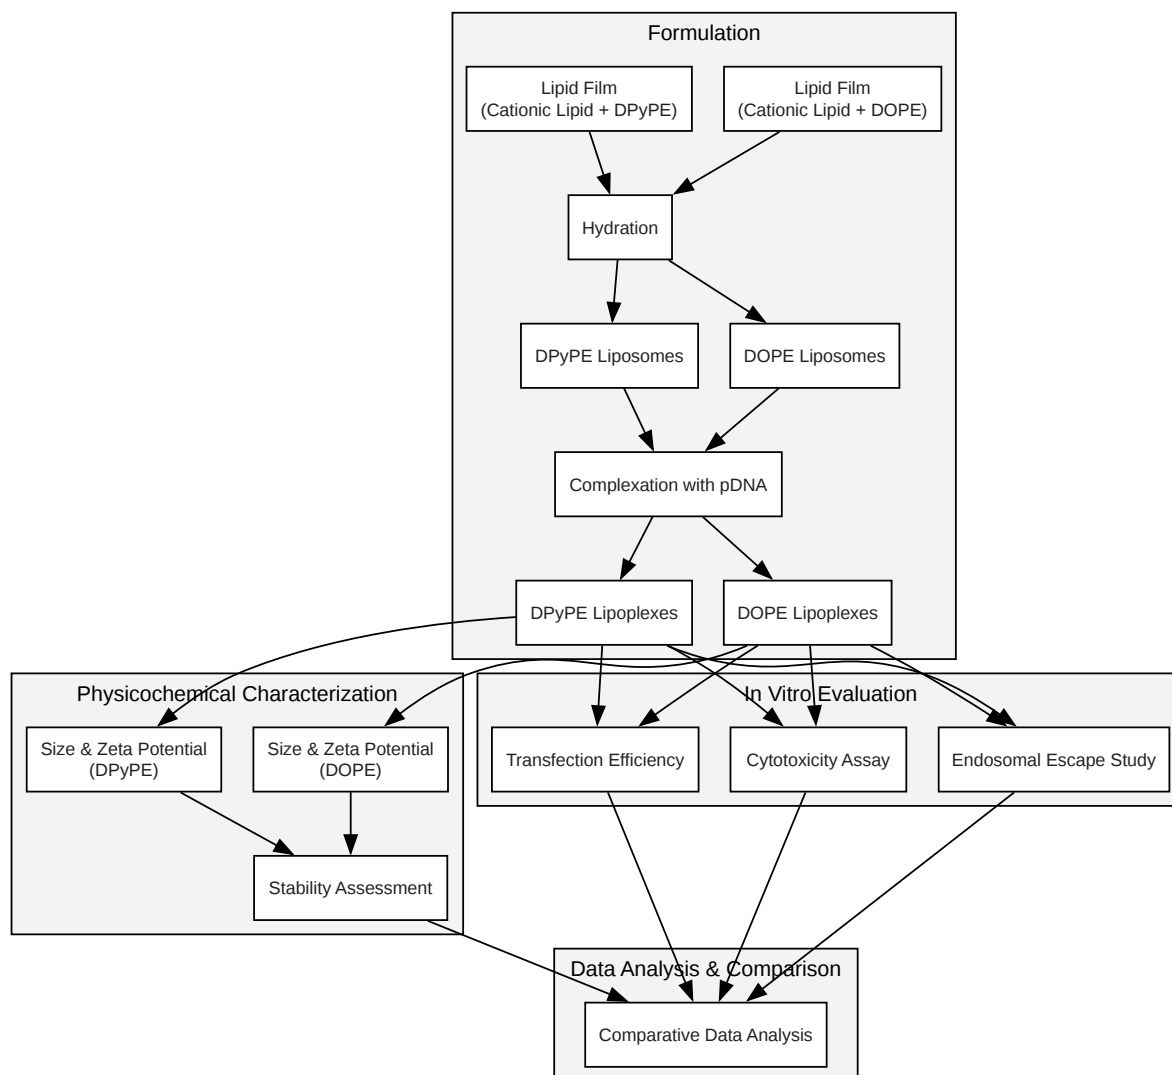 Formulation
Lipid Film
(Cationic Lipid + DPyPE)
Lipid Film
(Cationic Lipid + DOPE)
Hydration
DPyPE Liposomes
DOPE Liposomes
Complexation with pDNA
DPyPE Lipoplexes
DOPE Lipoplexes
Physicochemical Characterization
Size & Zeta Potential
(DPyPE)
Size & Zeta Potential
(DOPE)
Stability Assessment
In Vitro Evaluation
Transfection Efficiency
Cytotoxicity Assay
Endosomal Escape Study
Data Analysis & Comparison
Comparative Data Analysis